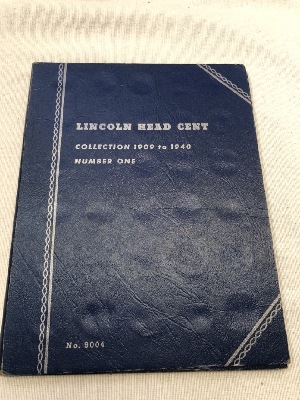 LINCOLN HEAD CENT
COLLECTION 1909 to 1940
NUMBER ONE
No. 9004